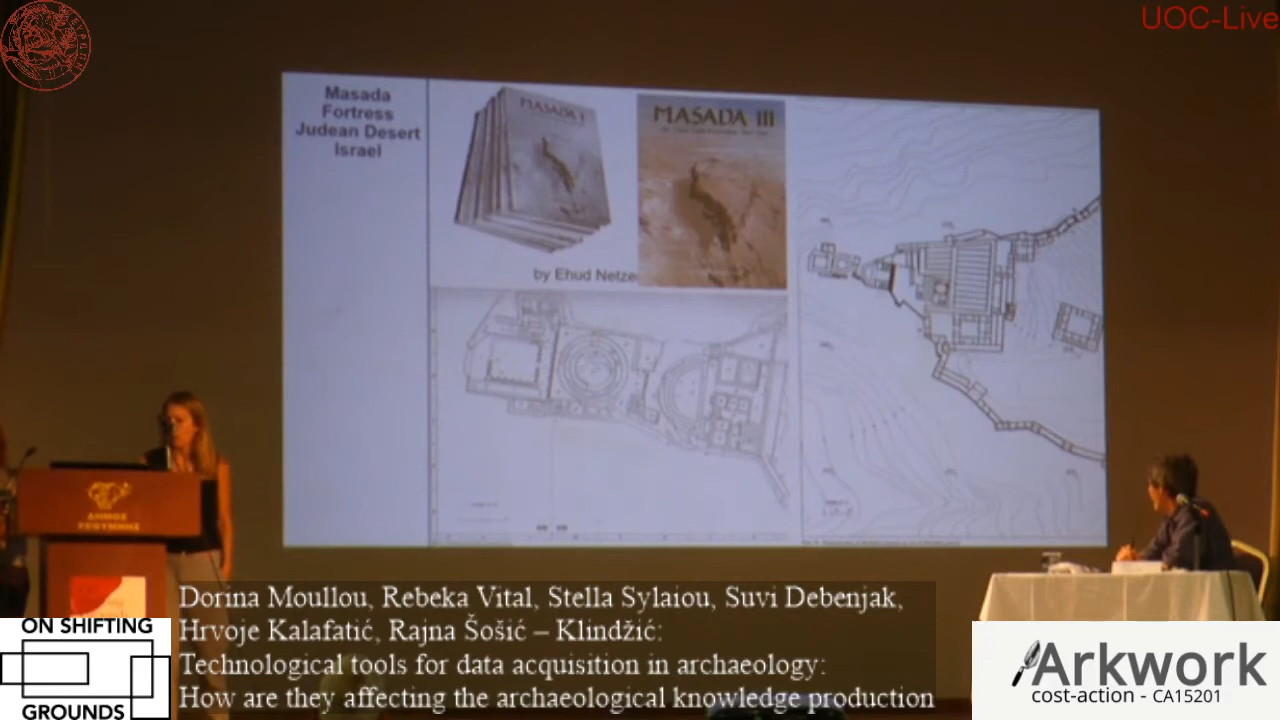 UOC-Live
Masada
Fortress
Judean Desert
Israel
MASADA I
MASADA III
by Ehud Netze
ΔΗΜΟΣ
ΡΕΘΥΜΝΗΣ
Dorina Moullou, Rebeka Vital, Stella Sylaiou, Suvi Debenjak,
Hrvoje Kalafatić, Rajna Šošić – Klindžić:
Technological tools for data acquisition in archaeology:
How are they affecting the archaeological knowledge production
ON SHIFTING
GROUNDS
Arkwork
cost-action - CA15201